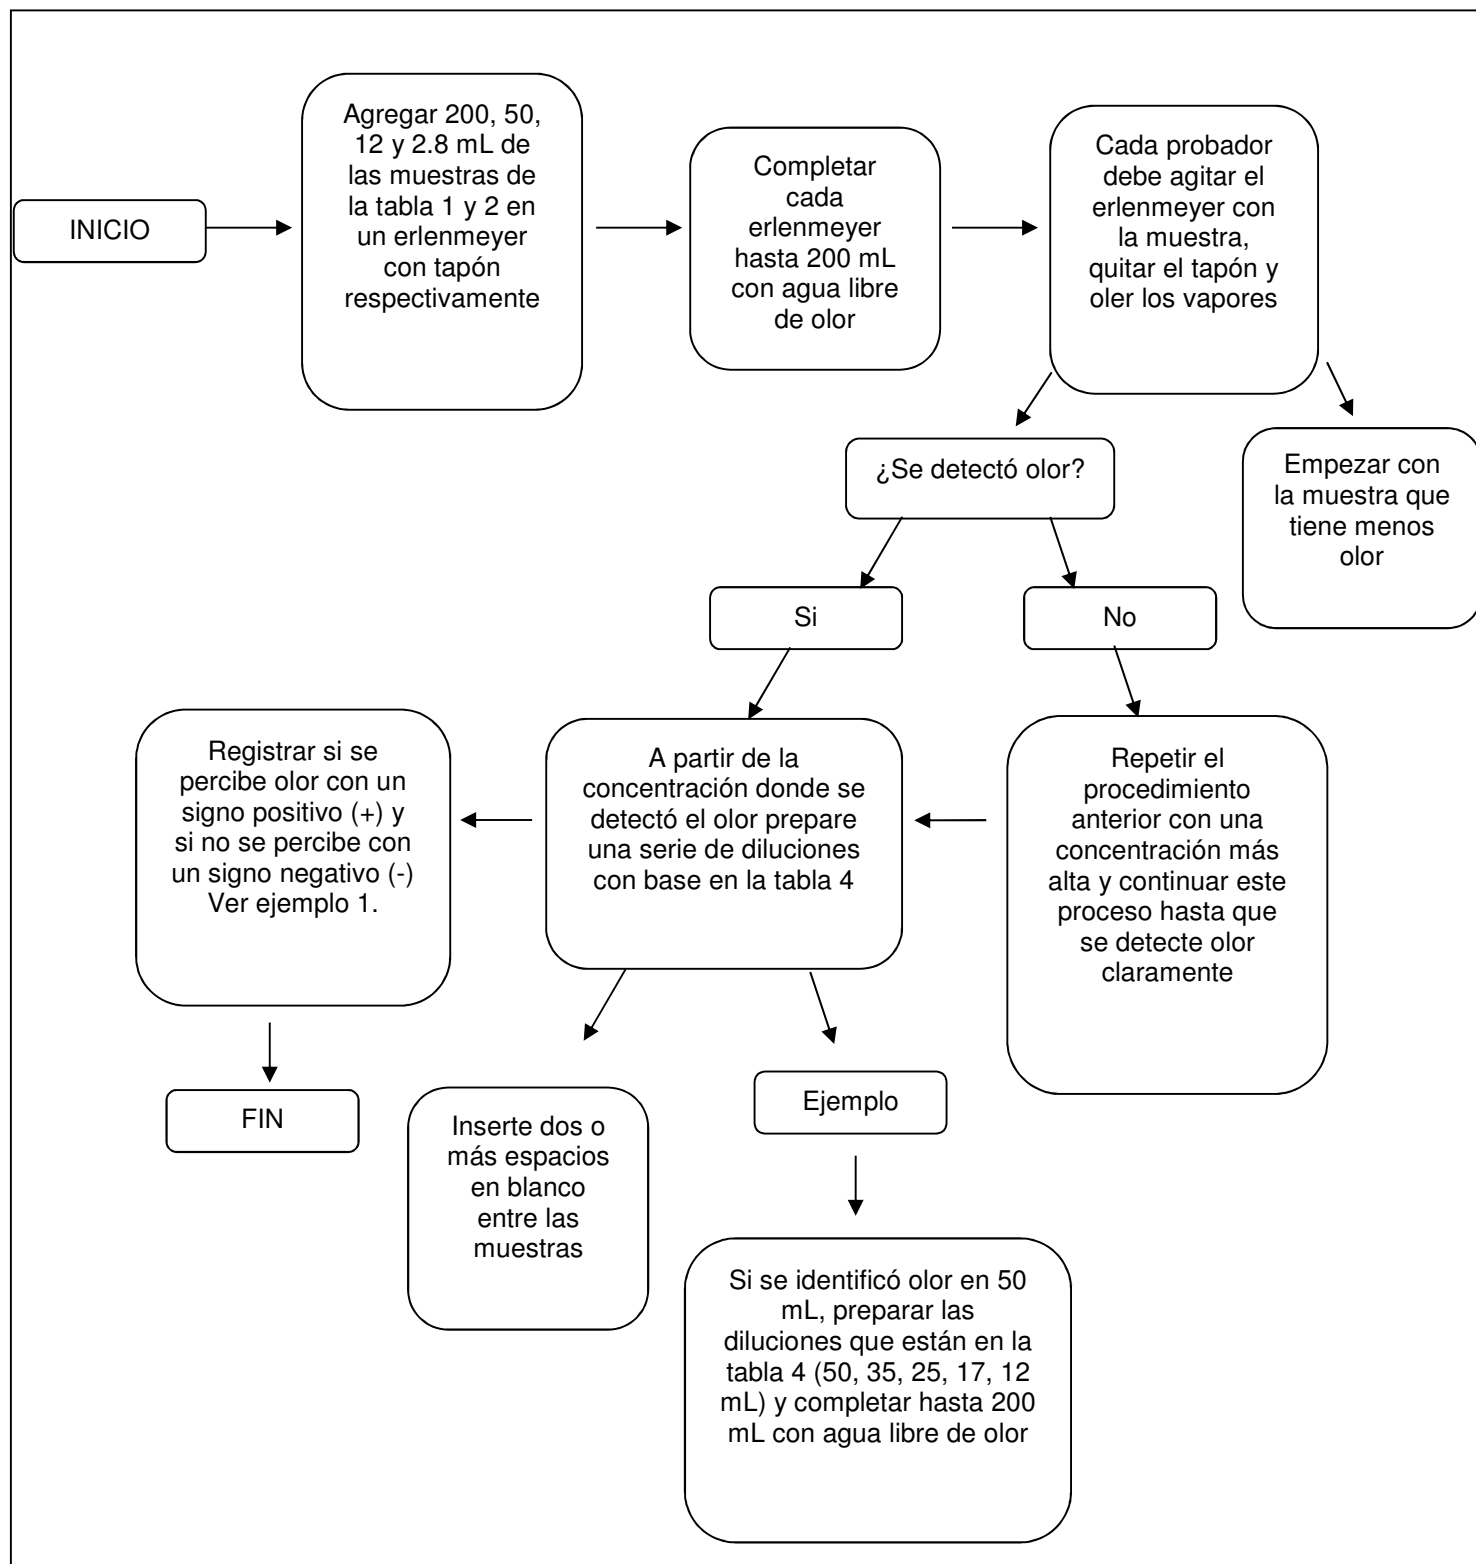 INICIO
Agregar 200, 50,
12 y 2.8 mL de
las muestras de
la tabla 1 y 2 en
un erlenmeyer
con tapón
respectivamente
Completar
cada
erlenmeyer
hasta 200 mL
con agua libre
de olor
Cada probador
debe agitar el
erlenmeyer con
la muestra,
quitar el tapón y
oler los vapores
¿Se detectó olor?
Empezar con
la muestra que
tiene menos
olor
Si
No
Registrar si se
percibe olor con un
signo positivo (+) y
si no se percibe con
un signo negativo (-)
Ver ejemplo 1.
A partir de la
concentración donde se
detectó el olor prepare
una serie de diluciones
con base en la tabla 4
Repetir el
procedimiento
anterior con una
concentración más
alta y continuar este
proceso hasta que
se detecte olor
claramente
FIN
Inserte dos o
más espacios
en blanco
entre las
muestras
Ejemplo
Si se identificó olor en 50
mL, preparar las
diluciones que están en la
tabla 4 (50, 35, 25, 17, 12
mL) y completar hasta 200
mL con agua libre de olor